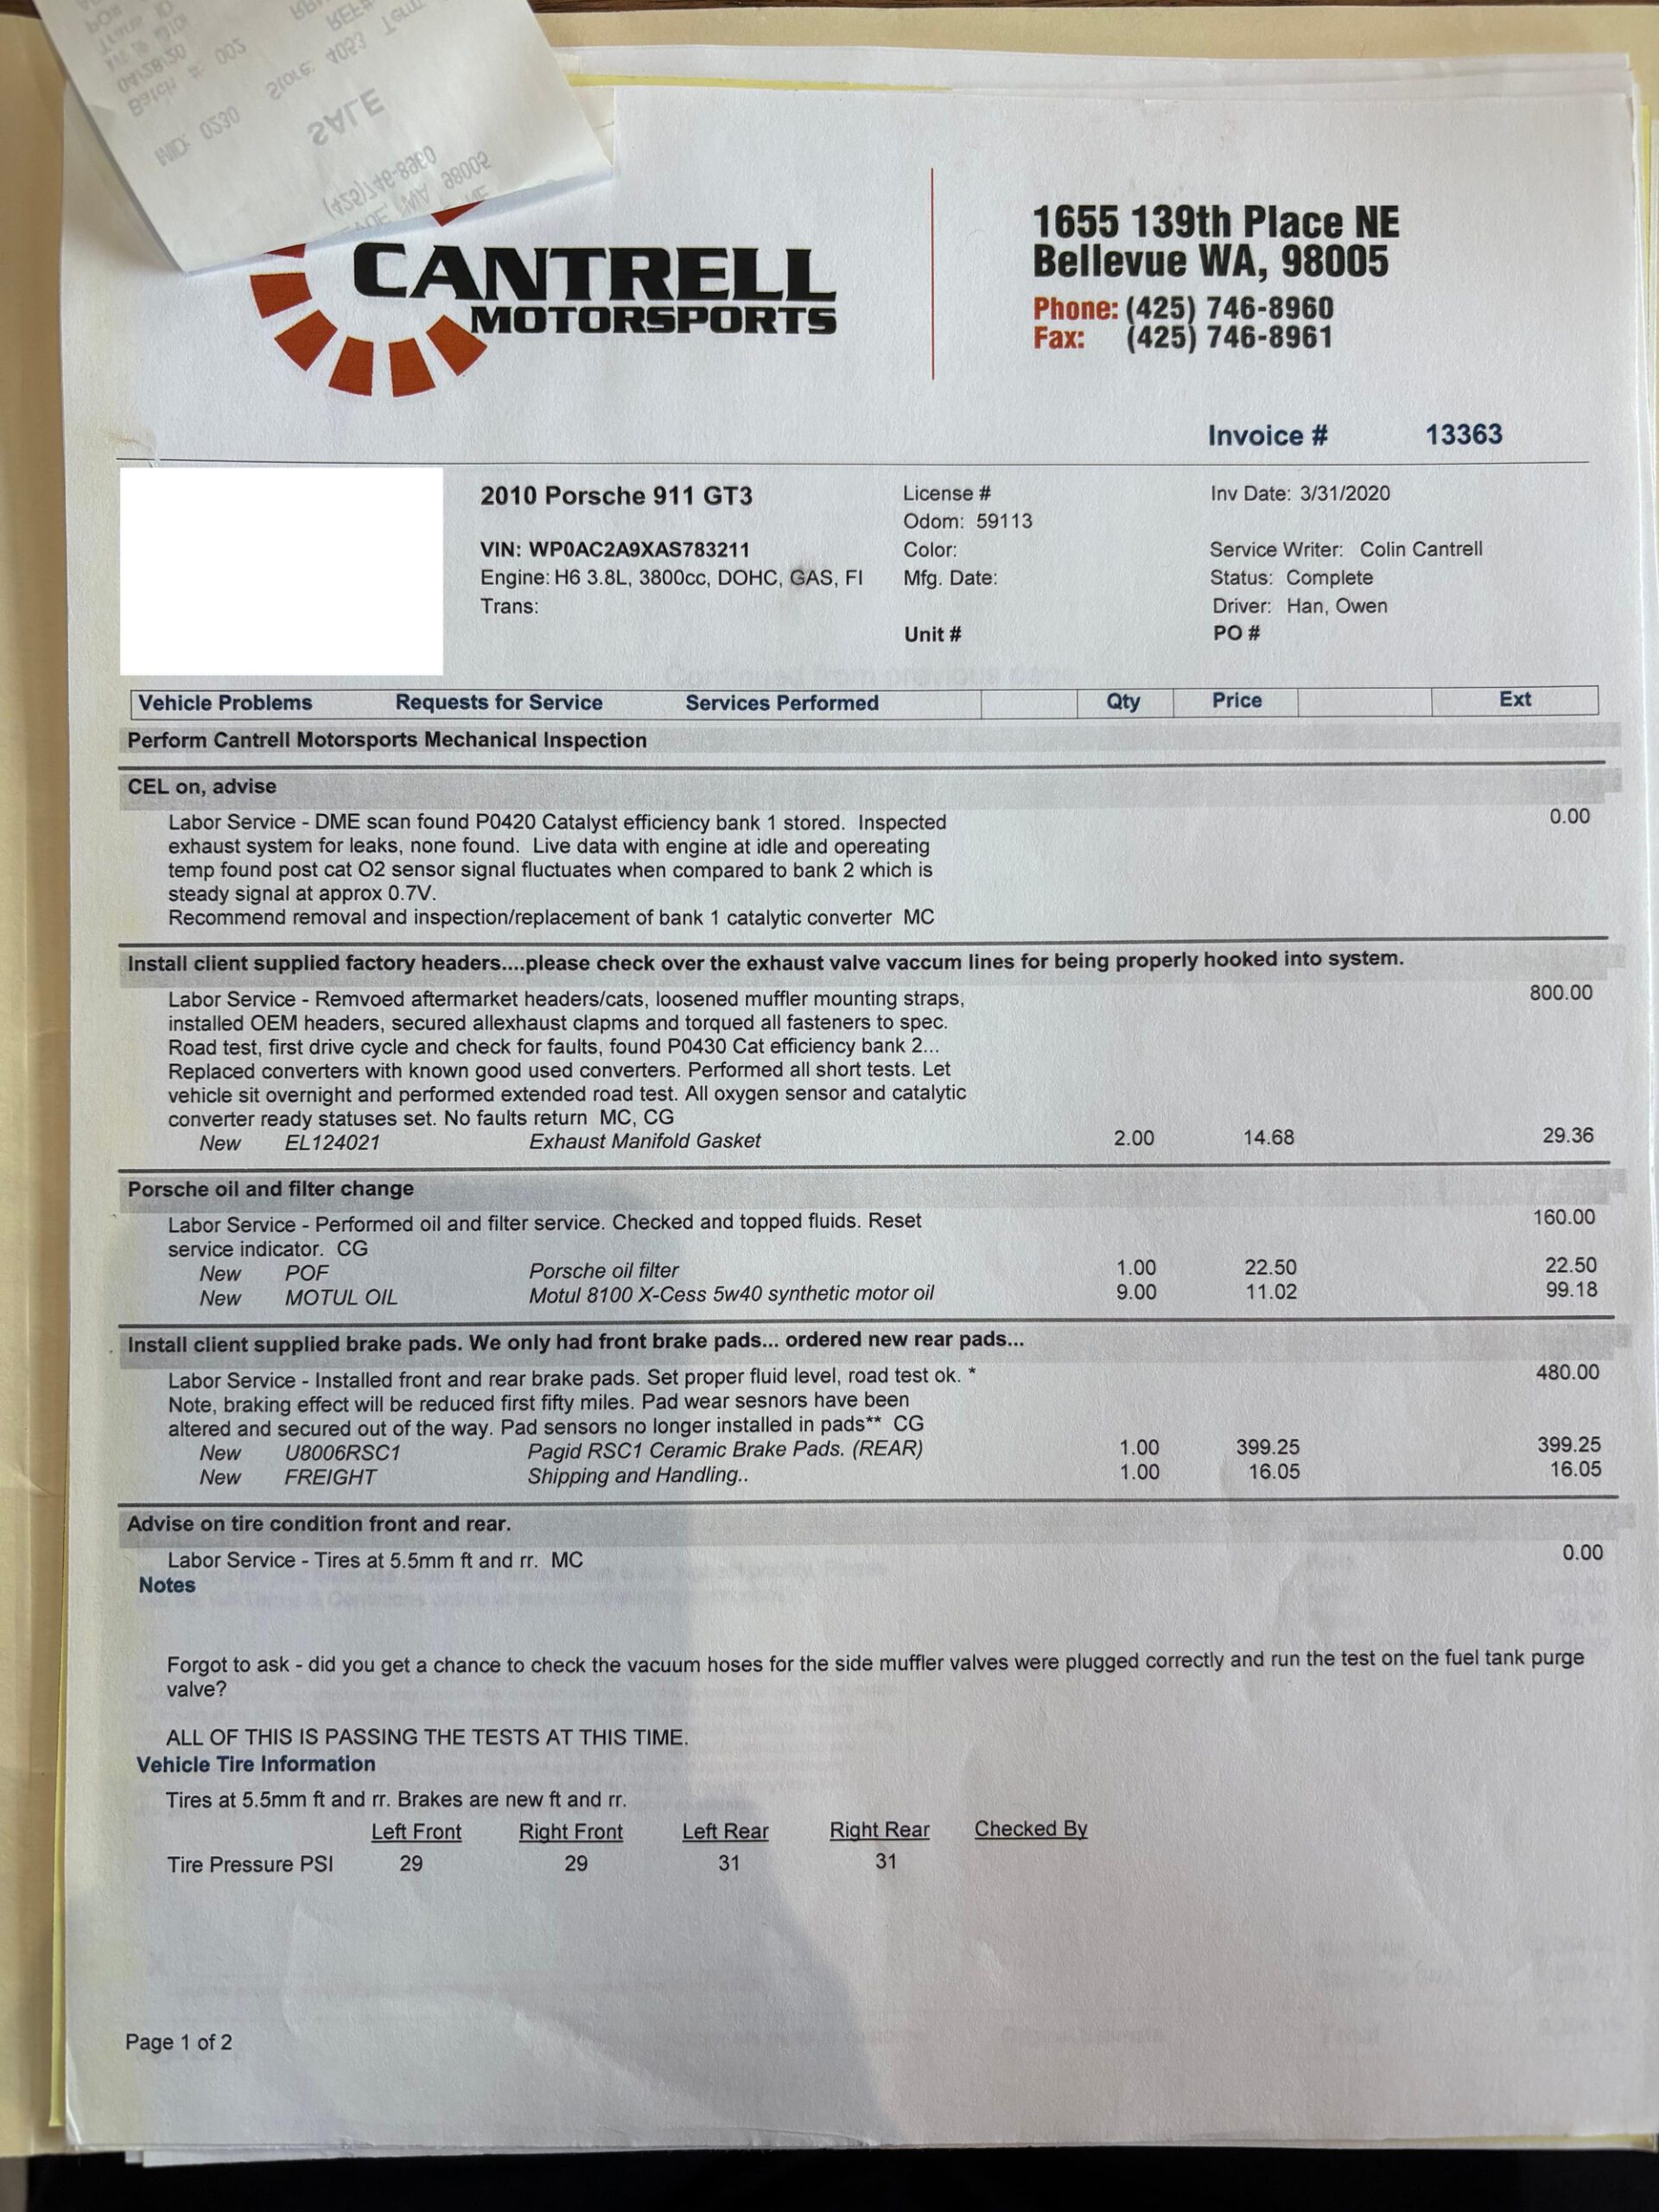 04/28/20
Batch #: 002
MID: 0230 Store: 4053 Term
REF#
SALE
(425)746-8960
WA 98005
CANTRELL
MOTORSPORTS
1655 139th Place NE
Bellevue WA, 98005
Phone: (425) 746-8960
Fax: (425) 746-8961
Invoice # 13363
2010 Porsche 911 GT3 License # Inv Date: 3/31/2020
Odom: 59113
VIN: WP0AC2A9XAS783211 Color: Service Writer: Colin Cantrell
Engine: H6 3.8L, 3800cc, DOHC, GAS, FI Mfg. Date: Status: Complete
Trans: Driver: Han, Owen
Unit # PO #
Continued from previous page
Vehicle Problems Requests for Service Services Performed Qty Price Ext
Perform Cantrell Motorsports Mechanical Inspection
CEL on, advise
Labor Service - DME scan found P0420 Catalyst efficiency bank 1 stored. Inspected 0.00
exhaust system for leaks, none found. Live data with engine at idle and opereating
temp found post cat O2 sensor signal fluctuates when compared to bank 2 which is
steady signal at approx 0.7V.
Recommend removal and inspection/replacement of bank 1 catalytic converter MC
Install client supplied factory headers....please check over the exhaust valve vaccum lines for being properly hooked into system.
Labor Service - Remvoed aftermarket headers/cats, loosened muffler mounting straps, 800.00
installed OEM headers, secured allexhaust clapms and torqued all fasteners to spec.
Road test, first drive cycle and check for faults, found P0430 Cat efficiency bank 2...
Replaced converters with known good used converters. Performed all short tests. Let
vehicle sit overnight and performed extended road test. All oxygen sensor and catalytic
converter ready statuses set. No faults return MC, CG
New EL124021 Exhaust Manifold Gasket 2.00 14.68 29.36
Porsche oil and filter change
Labor Service - Performed oil and filter service. Checked and topped fluids. Reset 160.00
service indicator. CG
New POF Porsche oil filter 1.00 22.50 22.50
New MOTUL OIL Motul 8100 X-Cess 5w40 synthetic motor oil 9.00 11.02 99.18
Install client supplied brake pads. We only had front brake pads... ordered new rear pads...
Labor Service - Installed front and rear brake pads. Set proper fluid level, road test ok. * 480.00
Note, braking effect will be reduced first fifty miles. Pad wear sesnors have been
altered and secured out of the way. Pad sensors no longer installed in pads** CG
New U8006RSC1 Pagid RSC1 Ceramic Brake Pads. (REAR) 1.00 399.25 399.25
New FREIGHT Shipping and Handling.. 1.00 16.05 16.05
Advise on tire condition front and rear.
Labor Service - Tires at 5.5mm ft and rr. MC 0.00
Notes
Forgot to ask - did you get a chance to check the vacuum hoses for the side muffler valves were plugged correctly and run the test on the fuel tank purge
valve?
ALL OF THIS IS PASSING THE TESTS AT THIS TIME.
Vehicle Tire Information
Tires at 5.5mm ft and rr. Brakes are new ft and rr.
Left Front Right Front Left Rear Right Rear Checked By
Tire Pressure PSI 29 29 31 31
Page 1 of 2